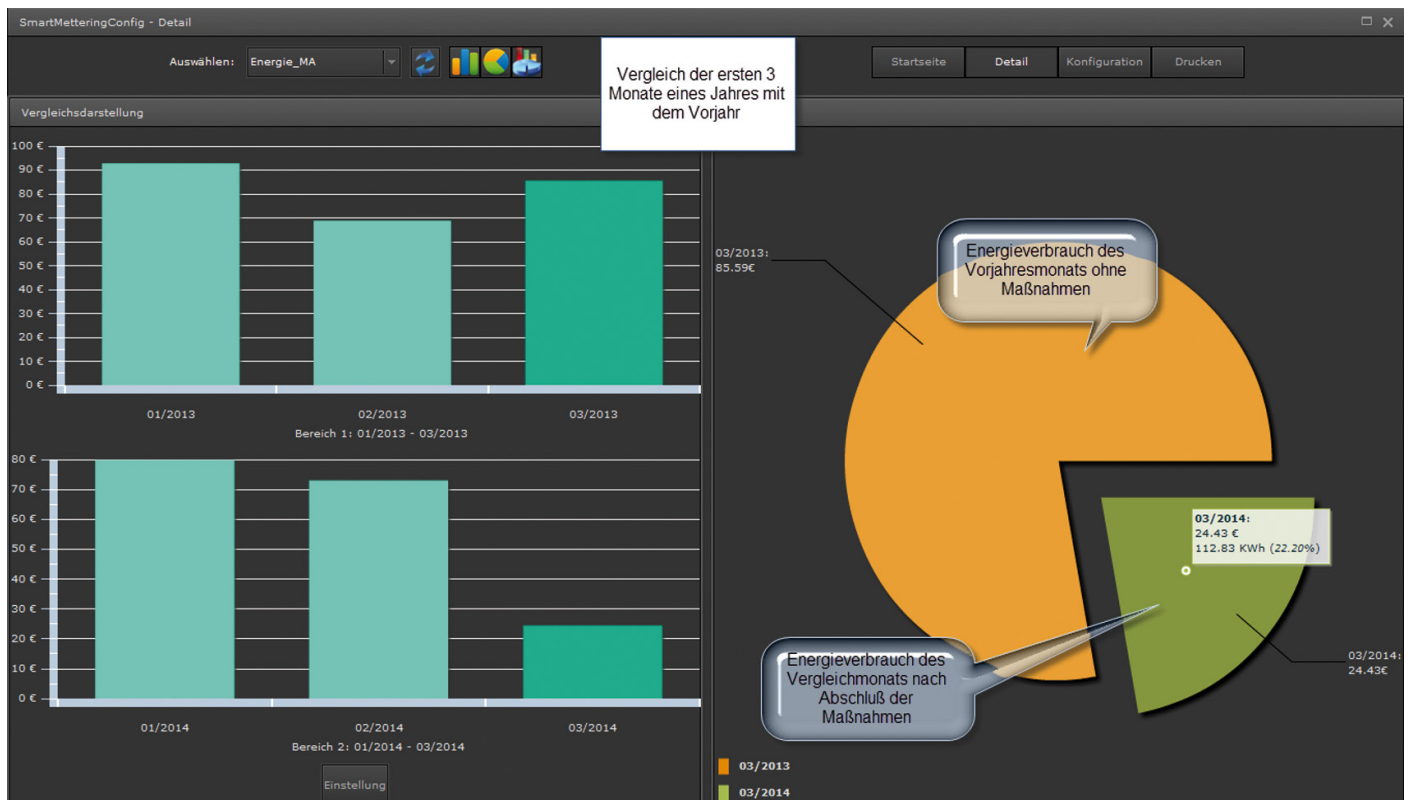 SmartMetteringConfig - Detail
Auswählen:
Energie_MA
Startseite
Detail
Konfiguration
Drucken
Vergleich der ersten 3
Monate eines Jahres mit
dem Vorjahr
Vergleichsdarstellung
100 €
90 €
80 €
70 €
60 €
50 €
40 €
30 €
20 €
10 €
0 €
01/2013
02/2013
03/2013
Bereich 1: 01/2013 - 03/2013
80 €
70 €
60 €
50 €
40 €
30 €
20 €
10 €
0 €
01/2014
02/2014
03/2014
Bereich 2: 01/2014 - 03/2014
Einstellung
03/2013:
85.59€
Energieverbrauch des
Vorjahresmonats ohne
Maßnahmen
03/2014:
24.43 €
112.83 KWh (22.20%)
Energieverbrauch des
Vergleichmonats nach
Abschluß der
Maßnahmen
03/2014:
24.43€
03/2013
03/2014